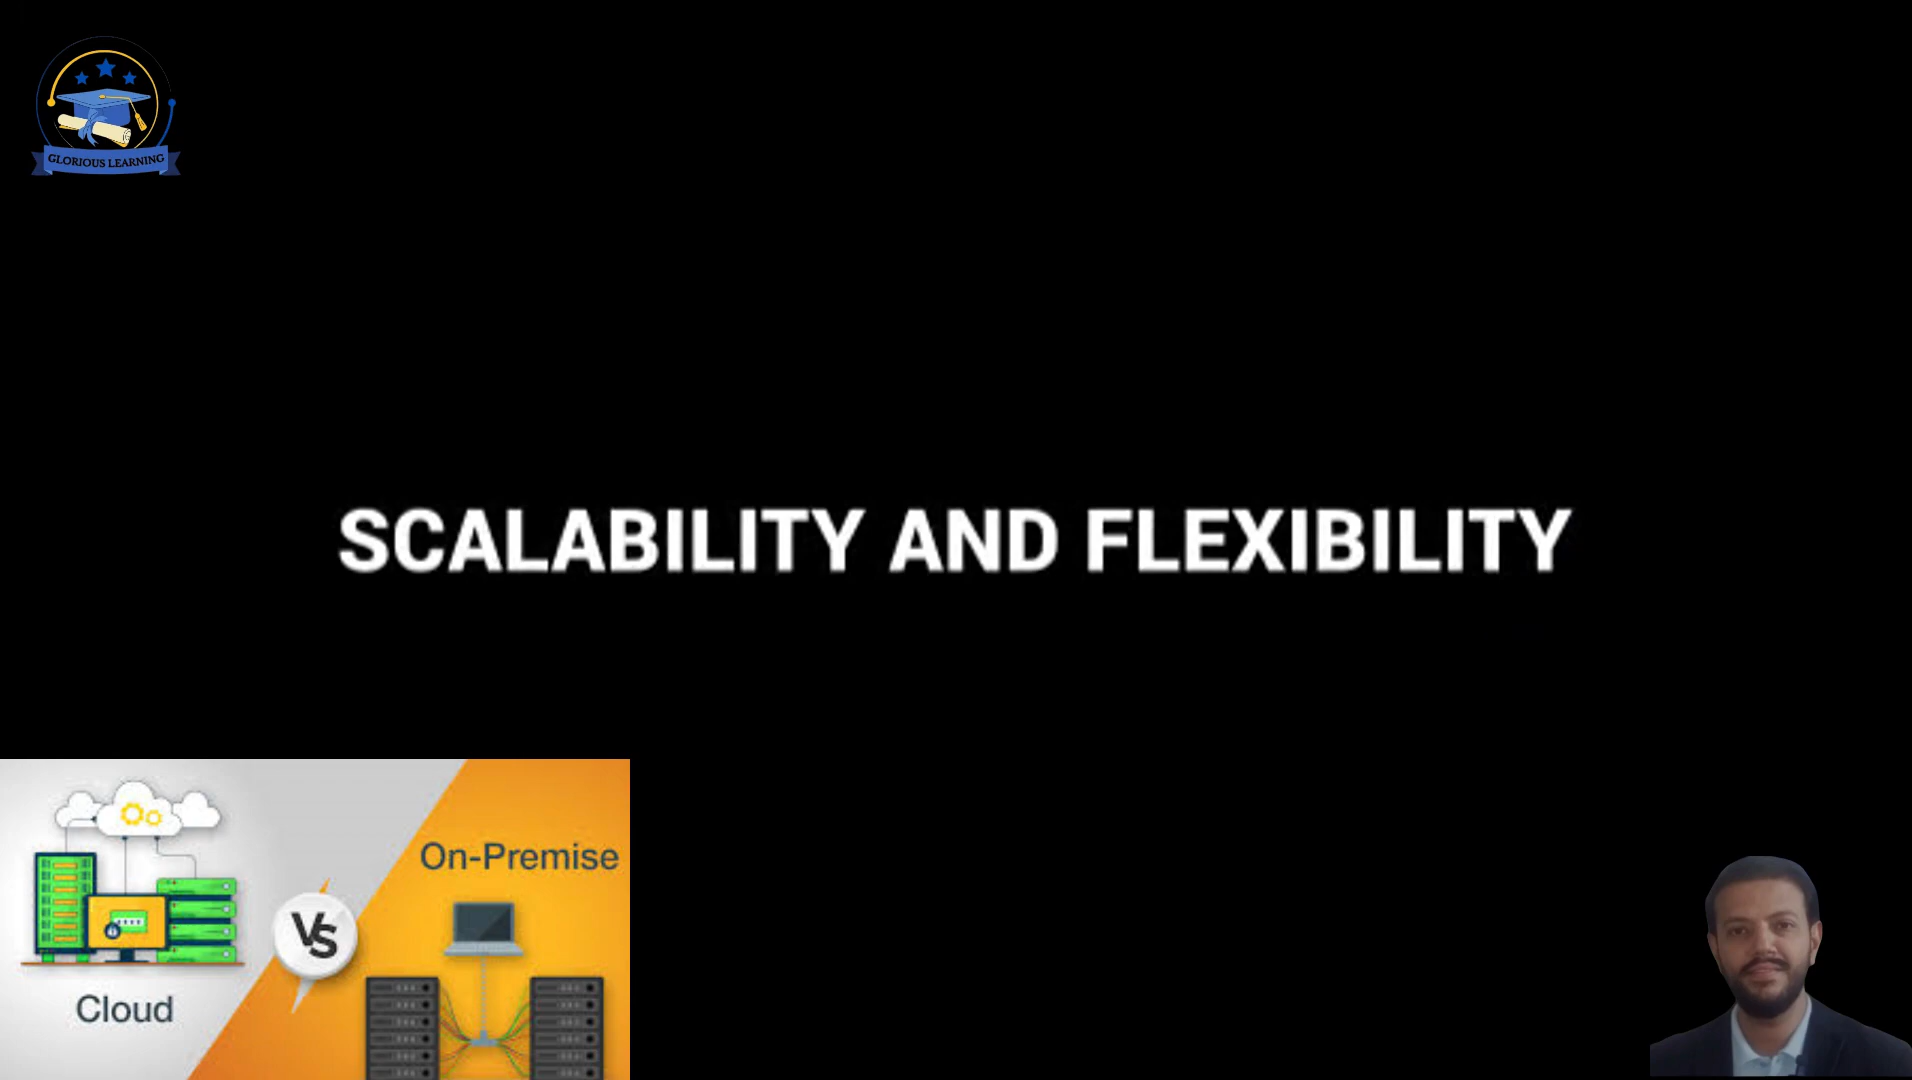 GLORIOUS LEARNING
SCALABILITY AND FLEXIBILITY
On-Premise
VS
Cloud